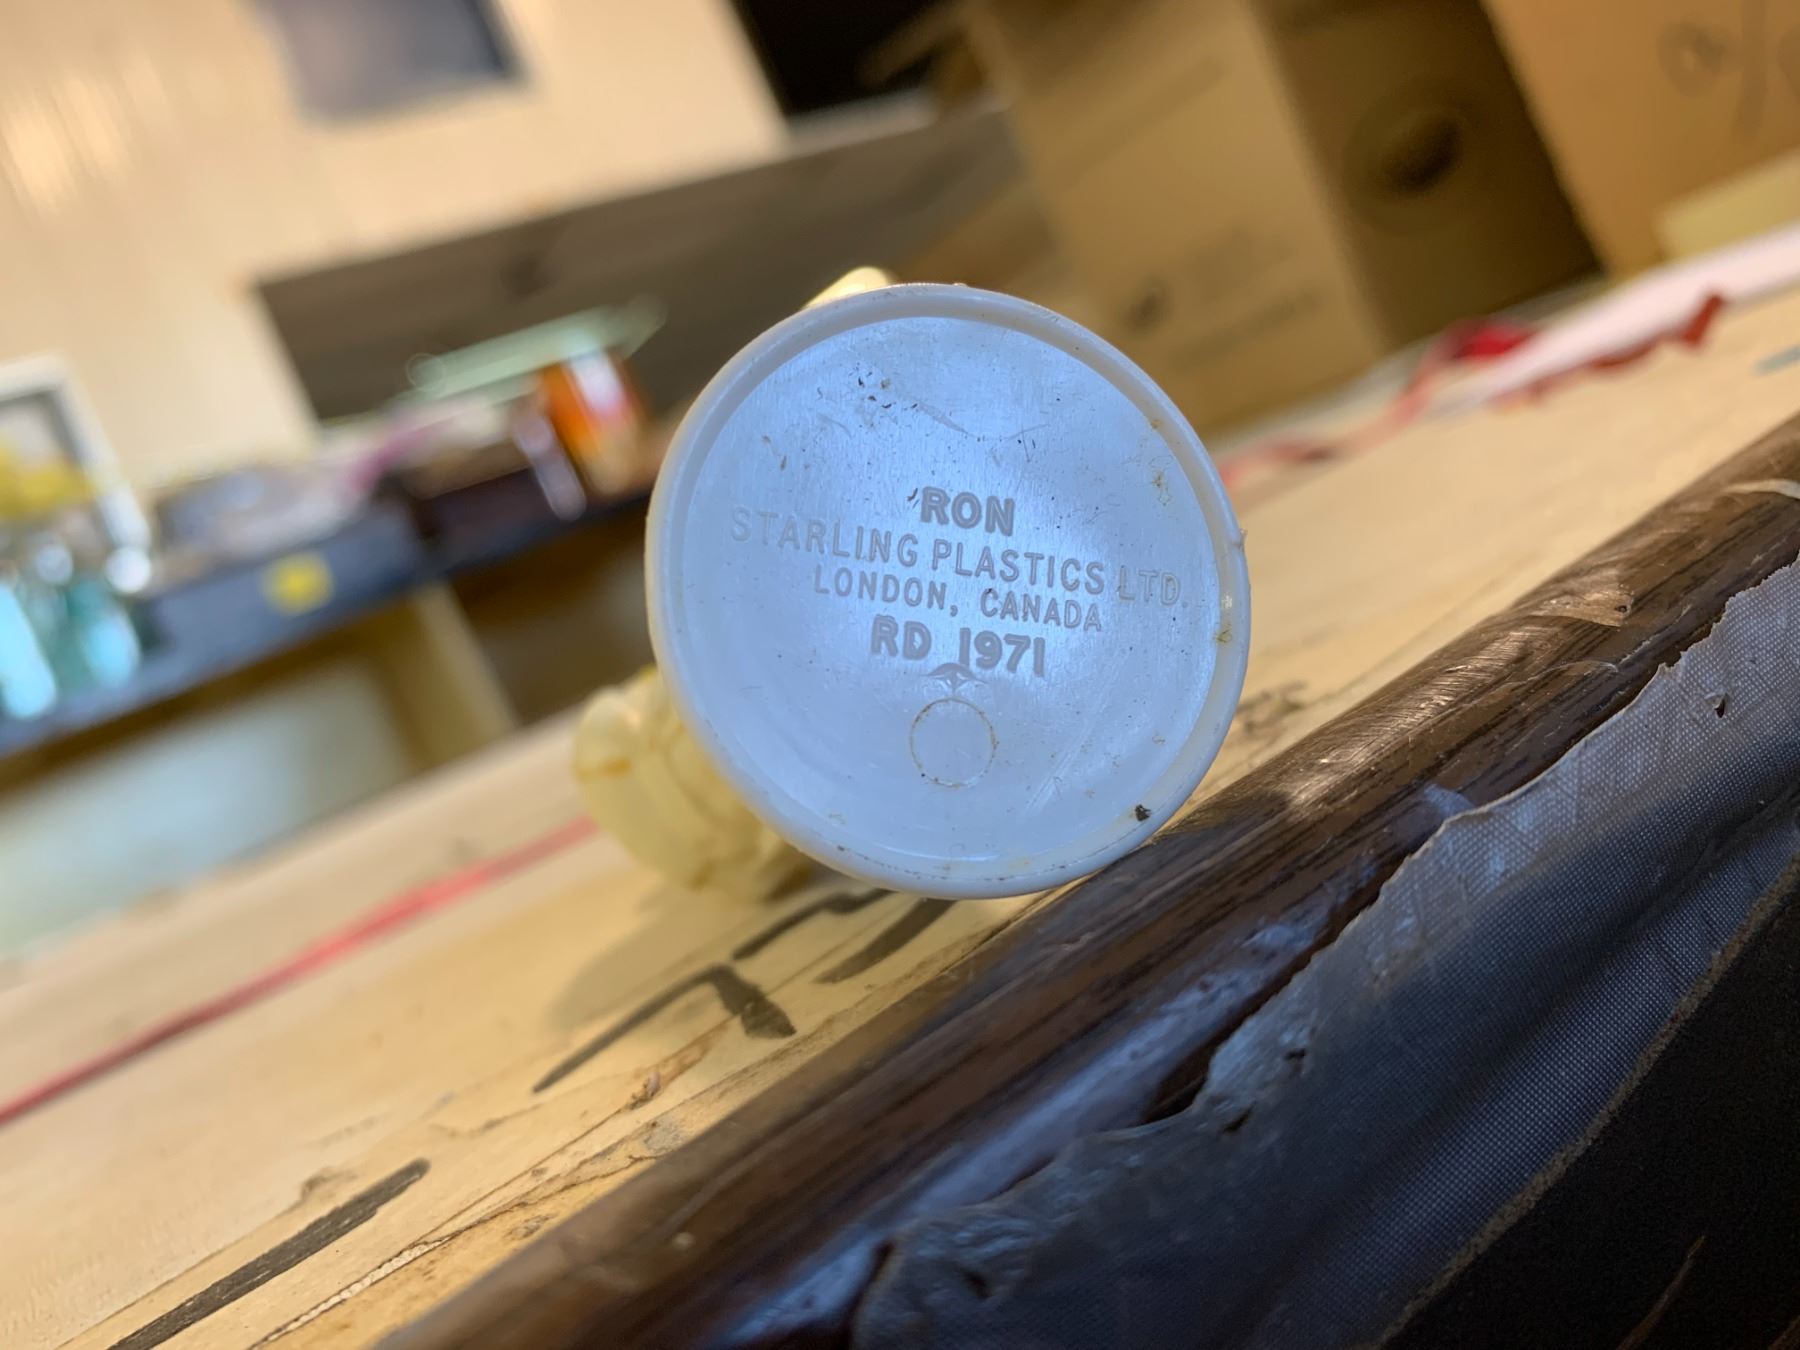 RON
STARLING PLASTICS LTD.
LONDON, CANADA
RD 1971